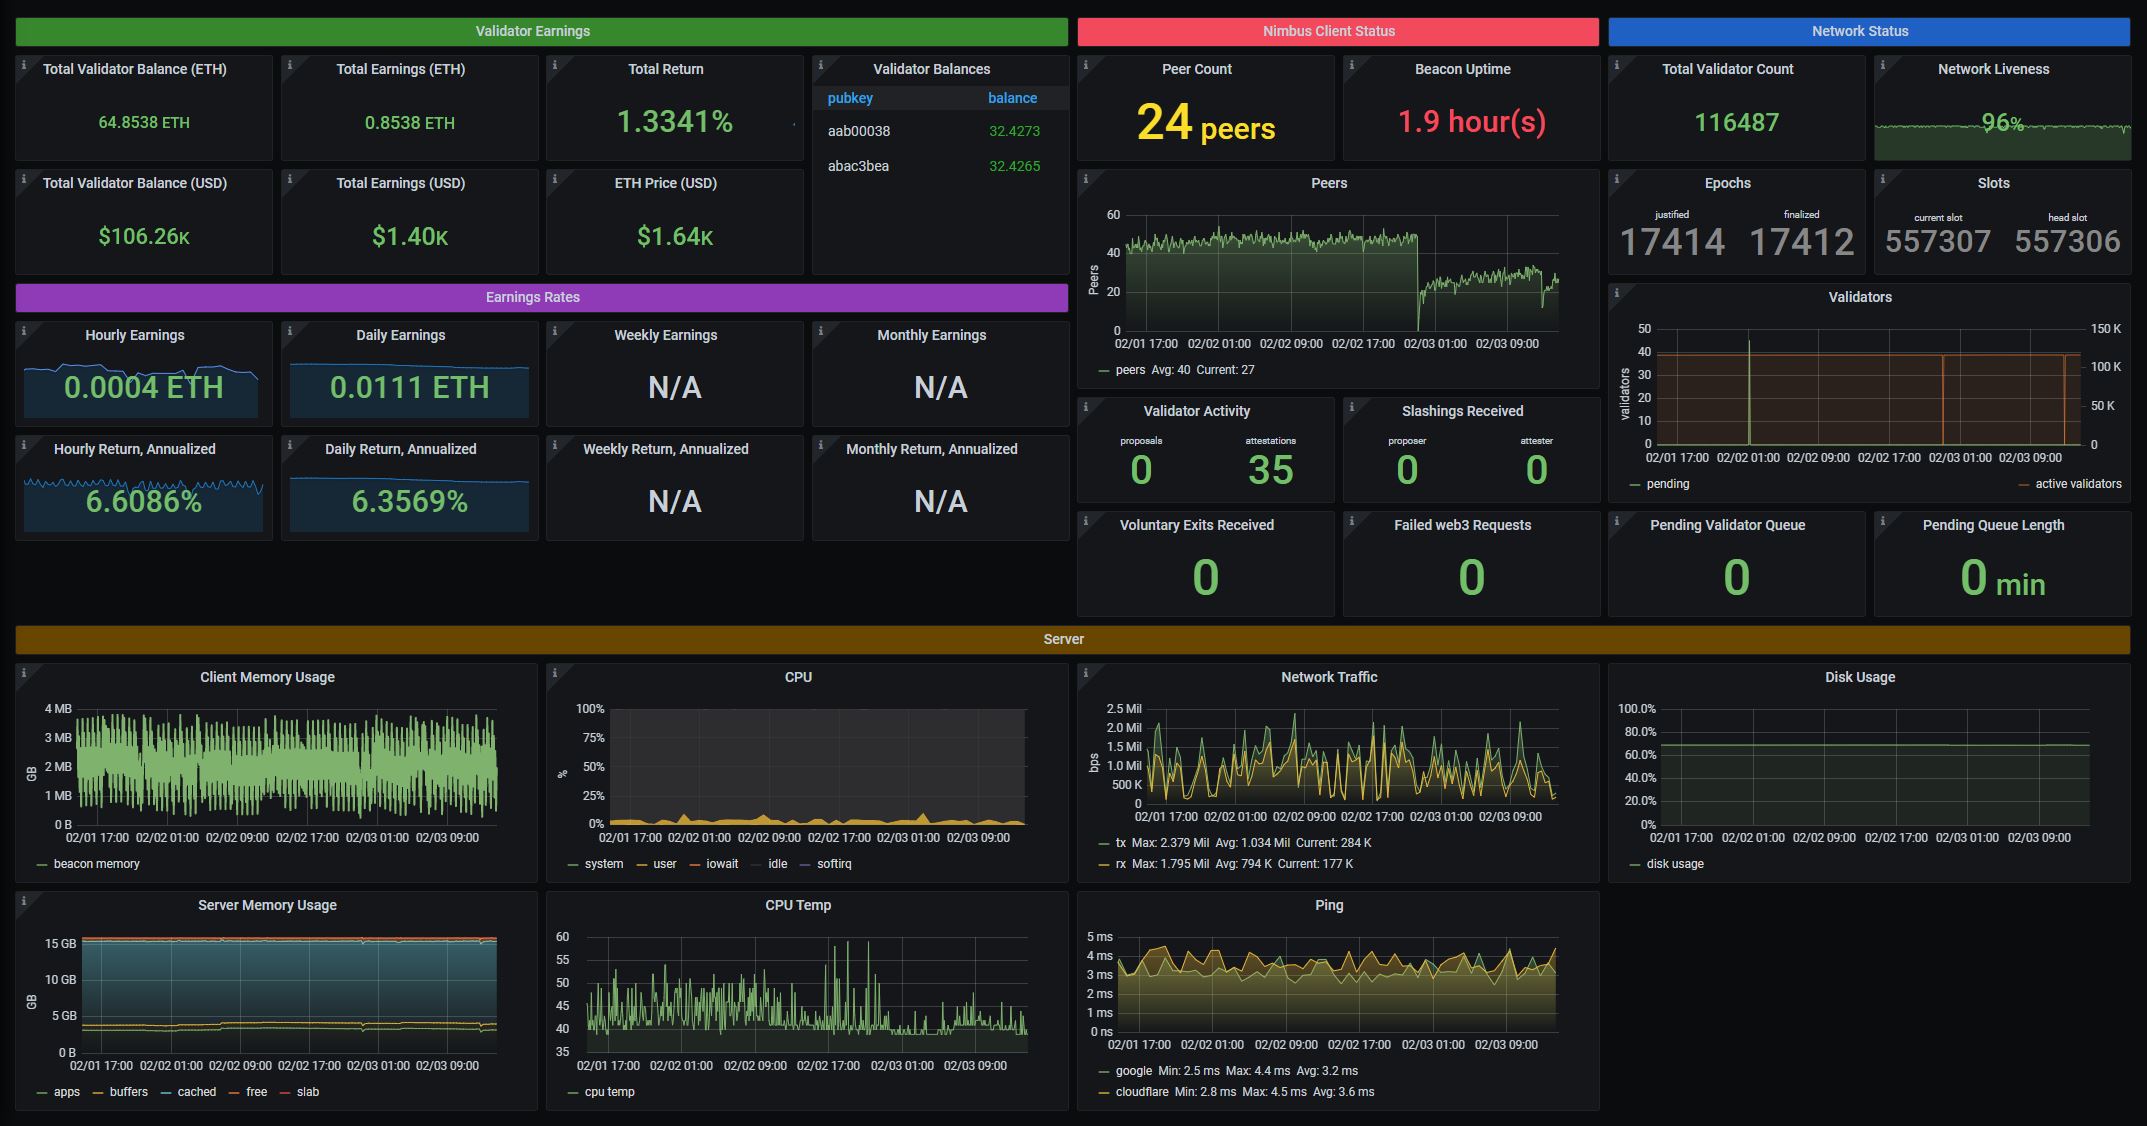 Validator Earnings
Total Validator Balance (ETH)
64.8538 ETH
Total Earnings (ETH)
0.8538 ETH
Total Return
1.3341%
Validator Balances
pubkey balance
aab00038 32.4273
abac3bea 32.4265
Total Validator Balance (USD)
$106.26K
Total Earnings (USD)
$1.40K
ETH Price (USD)
$1.64K
Earnings Rates
Hourly Earnings
0.0004 ETH
Daily Earnings
0.0111 ETH
Weekly Earnings
N/A
Monthly Earnings
N/A
Hourly Return, Annualized
6.6086%
Daily Return, Annualized
6.3569%
Weekly Return, Annualized
N/A
Monthly Return, Annualized
N/A
Nimbus Client Status
Peer Count
24 peers
Beacon Uptime
1.9 hour(s)
Peers
Peers
60
40
20
0
02/01 17:00 02/02 01:00 02/02 09:00 02/02 17:00 02/03 01:00 02/03 09:00
peers Avg: 40 Current: 27
Validator Activity
proposals attestations
0 35
Slashings Received
proposer attester
0 0
Voluntary Exits Received
0
Failed web3 Requests
0
Network Status
Total Validator Count
116487
Network Liveness
96%
Epochs
justified finalized
17414 17412
Slots
current slot head slot
557307 557306
Validators
validators
50 150 K
40
30 100 K
20 50 K
10
0 0
02/01 17:00 02/02 01:00 02/02 09:00 02/02 17:00 02/03 01:00 02/03 09:00
pending active validators
Pending Validator Queue
0
Pending Queue Length
0 min
Server
Client Memory Usage
GB
4 MB
3 MB
2 MB
1 MB
0 B
02/01 17:00 02/02 01:00 02/02 09:00 02/02 17:00 02/03 01:00 02/03 09:00
beacon memory
CPU
%
100%
75%
50%
25%
0%
02/01 17:00 02/02 01:00 02/02 09:00 02/02 17:00 02/03 01:00 02/03 09:00
system user iowait idle softirq
Network Traffic
bps
2.5 Mil
2.0 Mil
1.5 Mil
1.0 Mil
500 K
0
02/01 17:00 02/02 01:00 02/02 09:00 02/02 17:00 02/03 01:00 02/03 09:00
tx Max: 2.379 Mil Avg: 1.034 Mil Current: 284 K
rx Max: 1.795 Mil Avg: 794 K Current: 177 K
Disk Usage
100.0%
80.0%
60.0%
40.0%
20.0%
0%
02/01 17:00 02/02 01:00 02/02 09:00 02/02 17:00 02/03 01:00 02/03 09:00
disk usage
Server Memory Usage
GB
15 GB
10 GB
5 GB
0 B
02/01 17:00 02/02 01:00 02/02 09:00 02/02 17:00 02/03 01:00 02/03 09:00
apps buffers cached free slab
CPU Temp
60
55
50
45
40
35
02/01 17:00 02/02 01:00 02/02 09:00 02/02 17:00 02/03 01:00 02/03 09:00
cpu temp
Ping
5 ms
4 ms
3 ms
2 ms
1 ms
0 ns
02/01 17:00 02/02 01:00 02/02 09:00 02/02 17:00 02/03 01:00 02/03 09:00
google Min: 2.5 ms Max: 4.4 ms Avg: 3.2 ms
cloudflare Min: 2.8 ms Max: 4.5 ms Avg: 3.6 ms